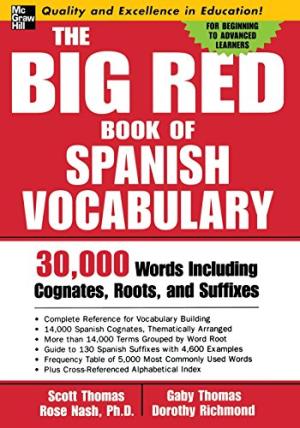 Mc
Graw
Hill
Quality and Excellence in Education!
FOR BEGINNING
TO ADVANCED
LEARNERS
THE
BIG RED
BOOK OF
SPANISH
VOCABULARY
30,000 Words Including
Cognates, Roots, and Suffixes
• Complete Reference for Vocabulary Building
• 14,000 Spanish Cognates, Thematically Arranged
• More than 14,000 Terms Grouped by Word Root
• Guide to 130 Spanish Suffixes with 4,600 Examples
• Frequency Table of 5,000 Most Commonly Used Words
• Plus Cross-Referenced Alphabetical Index
Scott Thomas
Gaby Thomas
Rose Nash, Ph.D.
Dorothy Richmond